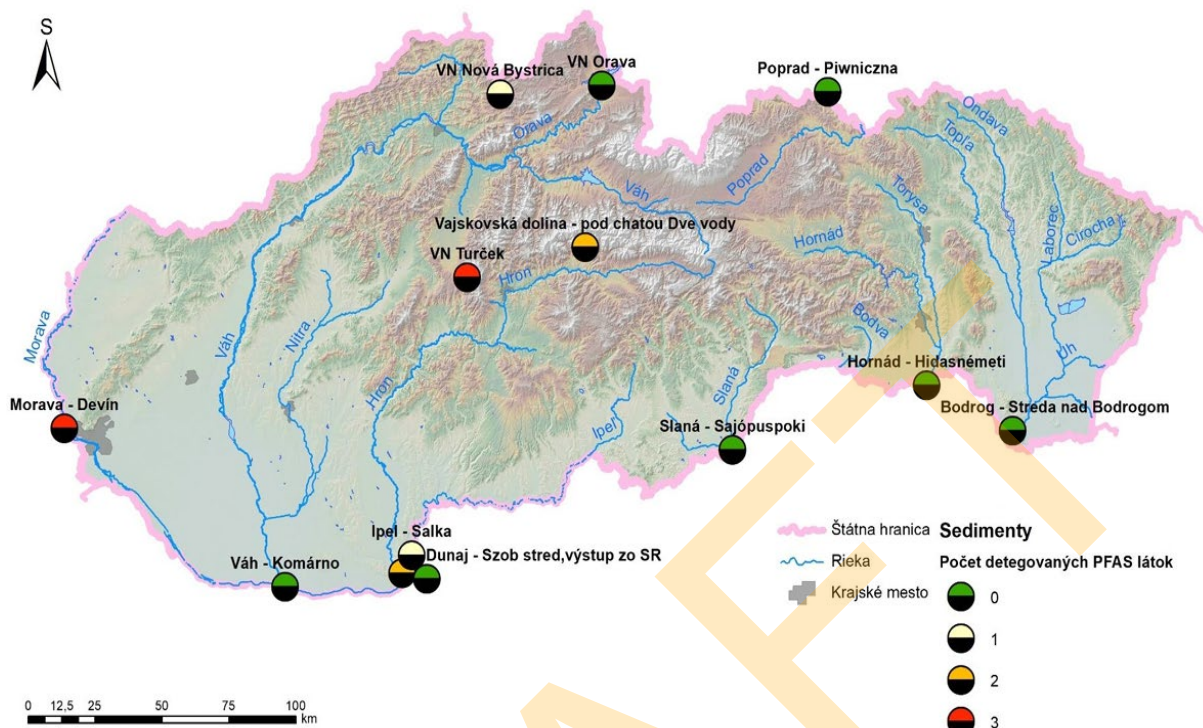 S
VN Nová Bystrica
VN Orava
Poprad - Piwniczna
Ondava
Topľa
Orava
Torysa
Poprad
Váh
Laborec
Cirocha
Vajskovská dolina - pod chatou Dve vody
VN Turček
Hornád
Hron
Morava
Váh
Nitra
Bodva
Uh
Hornád - Hidasnémeti
Slaná
Hron
Morava - Devín
Bodrog - Streda nad Bodrogom
Ipeľ
Slaná - Sajópuspoki
Ipeľ - Salka
Dunaj - Szob stred,výstup zo SR
Váh - Komárno
Štátna hranica
Rieka
Krajské mesto
Sedimenty
Počet detegovaných PFAS látok
0
1
2
3
0 12,5 25 50 75 100
km